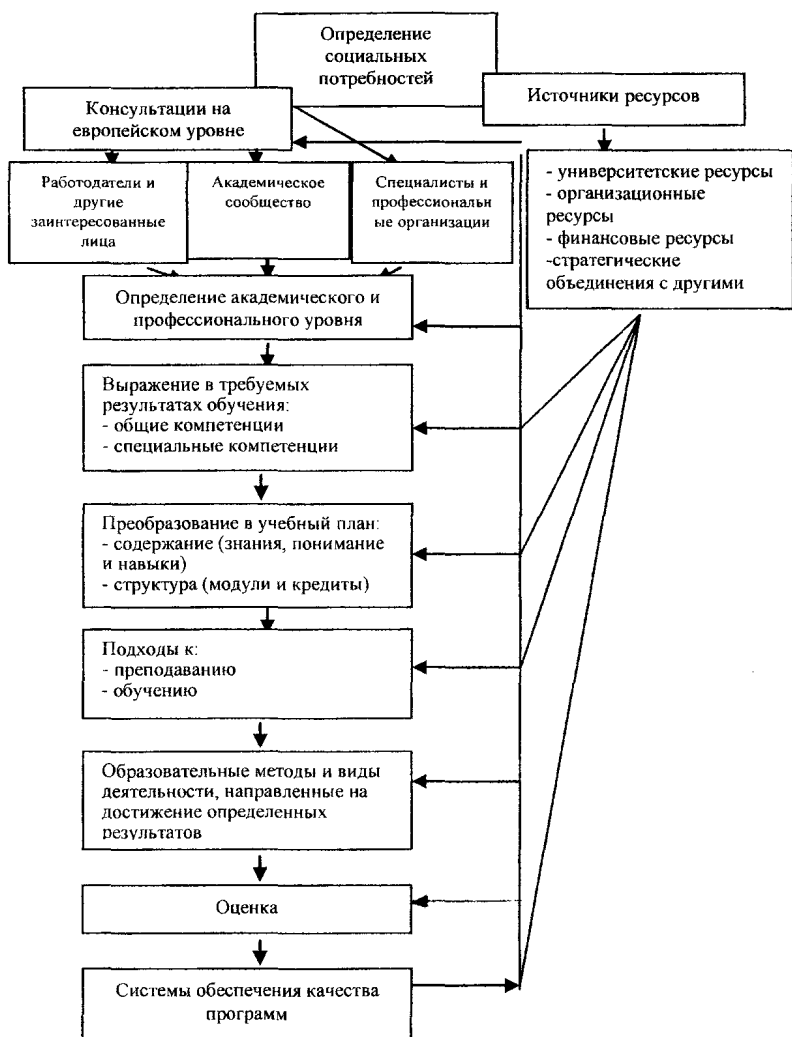 Определение
социальных
потребностей
Консультации на
европейском уровне
Источники ресурсов
Работодатели и
другие
заинтересованные
лица
Академическое
сообщество
Специалисты и
профессиональн
ые организации
- университетские ресурсы
- организационные
ресурсы
- финансовые ресурсы
-стратегические
объединения с другими
Определение академического и
профессионального уровня
Выражение в требуемых
результатах обучения:
- общие компетенции
- специальные компетенции
Преобразование в учебный план:
- содержание (знания, понимание
и навыки)
- структура (модули и кредиты)
Подходы к:
- преподаванию
- обучению
Образовательные методы и виды
деятельности, направленные на
достижение определенных
результатов
Оценка
Системы обеспечения качества
программ